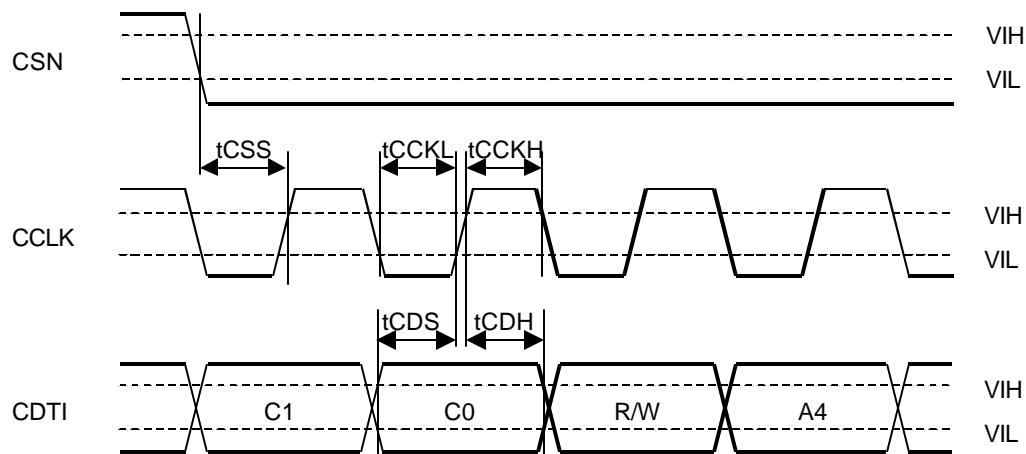 CSN
VIH
VIL
tCSS
tCCKL
tCCKH
CCLK
VIH
VIL
tCDS
tCDH
CDTI
C1
C0
R/W
A4
VIH
VIL